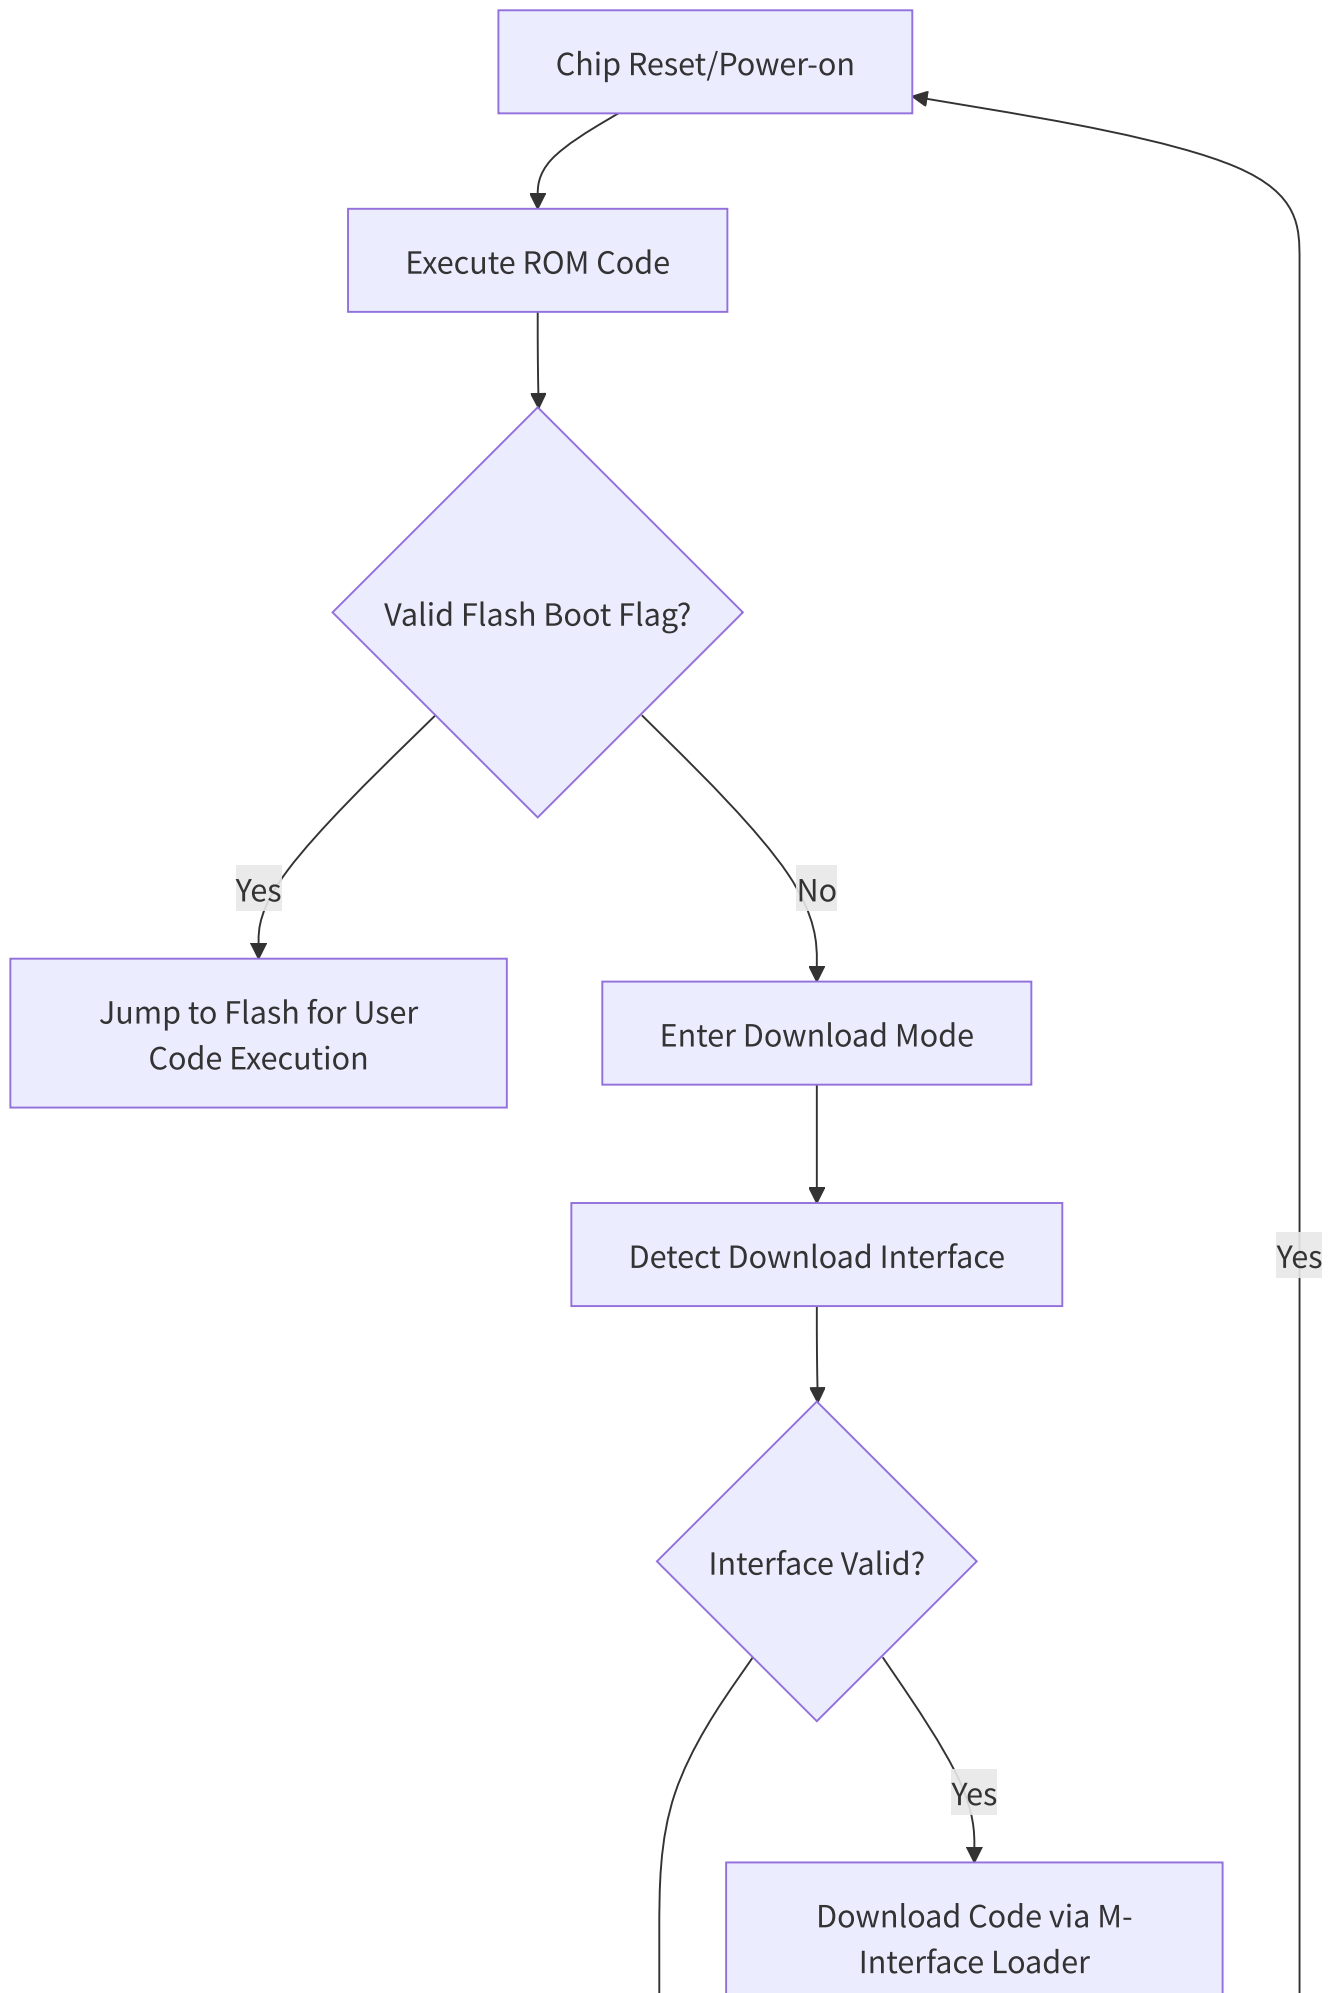 Chip Reset/Power-on
Execute ROM Code
Valid Flash Boot Flag?
Yes
No
Jump to Flash for User
Code Execution
Enter Download Mode
Detect Download Interface
Yes
Interface Valid?
Yes
Download Code via M-
Interface Loader